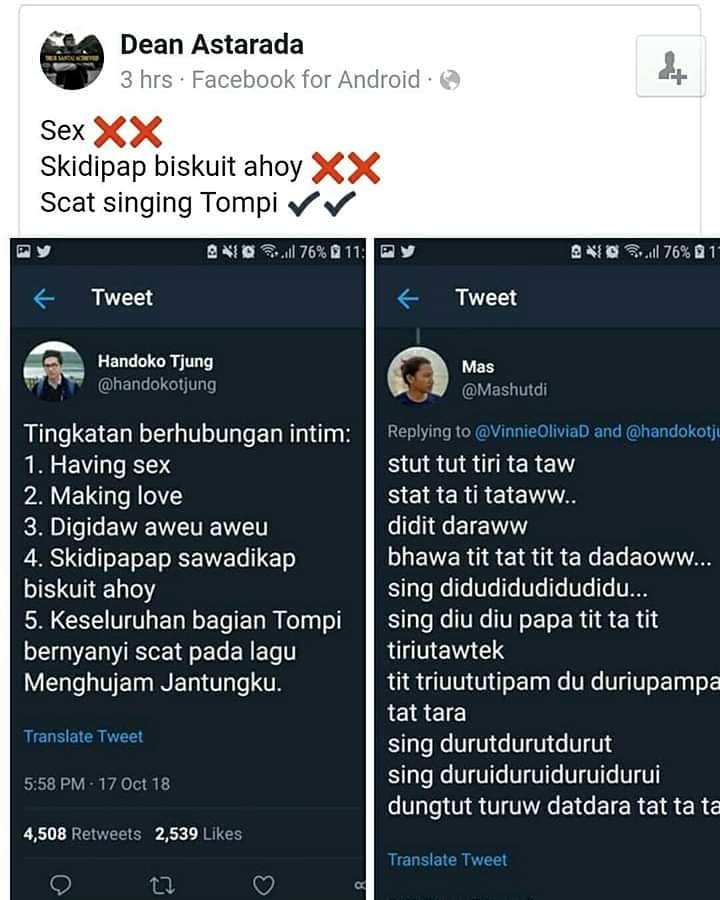 Dean Astarada
3 hrs · Facebook for Android ·
Sex ❌❌
Skidipap biskuit ahoy ❌❌
Scat singing Tompi ✔✔
76% 11:
Tweet
Handoko Tjung
@handokotjung
Tingkatan berhubungan intim:
1. Having sex
2. Making love
3. Digidaw aweu aweu
4. Skidipapap sawadikap
biskuit ahoy
5. Keseluruhan bagian Tompi
bernyanyi scat pada lagu
Menghujam Jantungku.
Translate Tweet
5:58 PM · 17 Oct 18
4,508 Retweets 2,539 Likes
76% 1
Tweet
Mas
@Mashutdi
Replying to @VinnieOliviaD and @handokotju
stut tut tiri ta taw
stat ta ti tataww..
didit daraww
bhawa tit tat tit ta dadaoww...
sing didudidudidudidu...
sing diu diu papa tit ta tit
tiriutawtek
tit triuututipam du duriupampa
tat tara
sing durutdurutdurut
sing duruiduruiduruidurui
dungtut turuw datdara tat ta ta
Translate Tweet